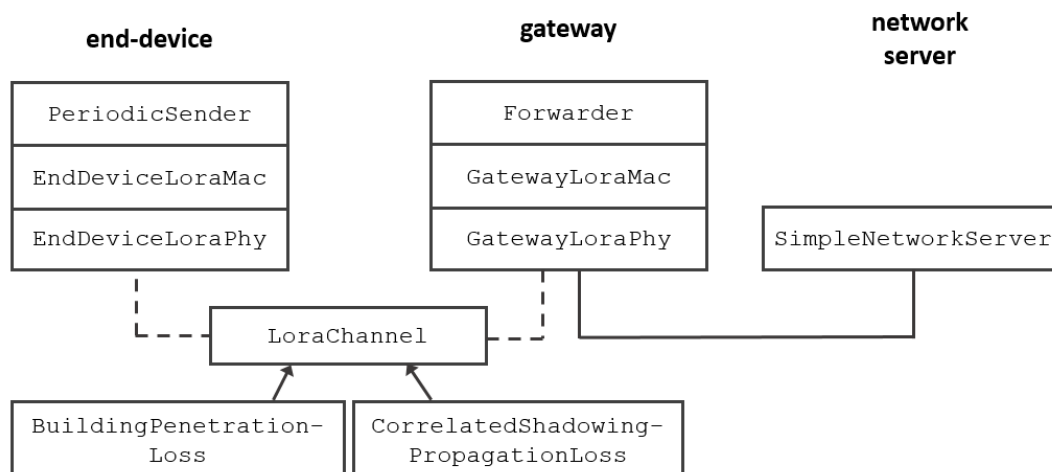 end-device
gateway
network
server
PeriodicSender
EndDeviceLoraMac
EndDeviceLoraPhy
Forwarder
GatewayLoraMac
GatewayLoraPhy
SimpleNetworkServer
LoraChannel
BuildingPenetration-
Loss
CorrelatedShadowing-
PropagationLoss